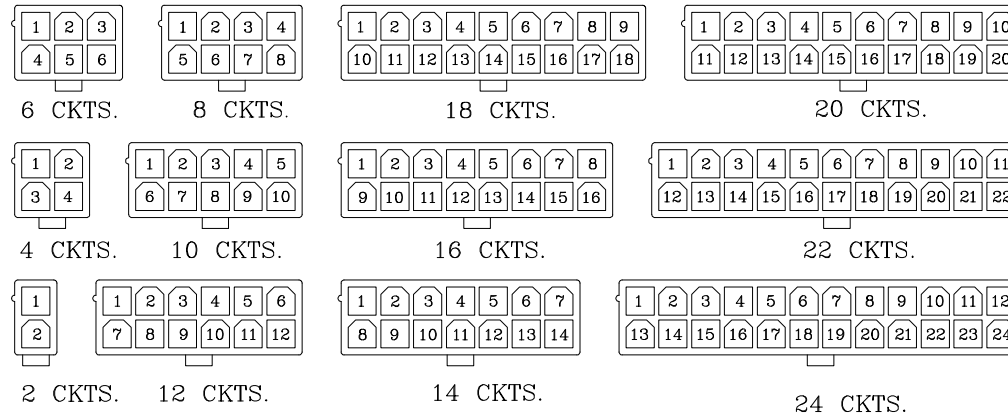 1 2 3
4 5 6
6 CKTS.
1 2 3 4
5 6 7 8
8 CKTS.
1 2 3 4 5 6 7 8 9
10 11 12 13 14 15 16 17 18
18 CKTS.
1 2 3 4 5 6 7 8 9 10
11 12 13 14 15 16 17 18 19 20
20 CKTS.
1 2
3 4
4 CKTS.
1 2 3 4 5
6 7 8 9 10
10 CKTS.
1 2 3 4 5 6 7 8
9 10 11 12 13 14 15 16
16 CKTS.
1 2 3 4 5 6 7 8 9 10 11
12 13 14 15 16 17 18 19 20 21 22
22 CKTS.
1
2
2 CKTS.
1 2 3 4 5 6
7 8 9 10 11 12
12 CKTS.
1 2 3 4 5 6 7
8 9 10 11 12 13 14
14 CKTS.
1 2 3 4 5 6 7 8 9 10 11 12
13 14 15 16 17 18 19 20 21 22 23 24
24 CKTS.